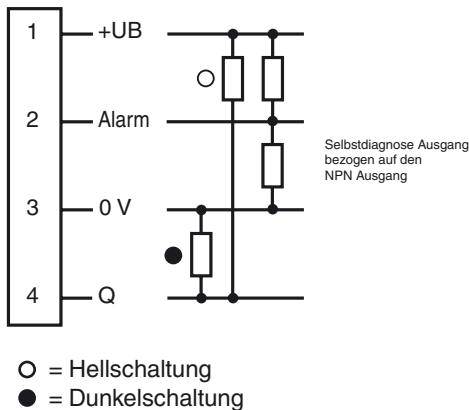 1 +UB
2 Alarm
Selbstdiagnose Ausgang
bezogen auf den
NPN Ausgang
3 0 V
4 Q
= Hellschaltung
= Dunkelschaltung